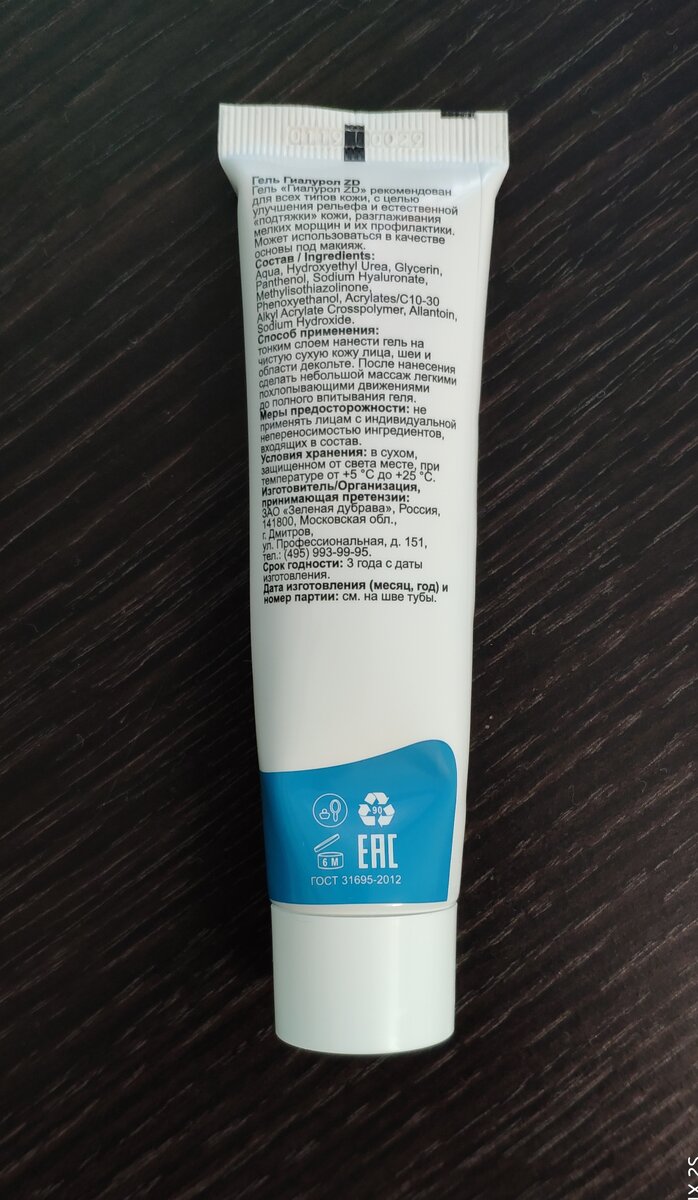 Гель Гиалурол ZD
Гель «Гиалурол ZD» рекомендован
для всех типов кожи, с целью
улучшения рельефа и естественной
«подтяжки» кожи, разглаживания
мелких морщин и их профилактики.
Может использоваться в качестве
основы под макияж.
Состав / Ingredients:
Aqua, Hydroxyethyl Urea, Glycerin,
Panthenol, Sodium Hyaluronate,
Methylisothiazolinone,
Phenoxyethanol, Acrylates/C10-30
Alkyl Acrylate Crosspolymer, Allantoin,
Sodium Hydroxide.
Способ применения:
тонким слоем нанести гель на
чистую сухую кожу лица, шеи и
области декольте. После нанесения
сделать небольшой массаж легкими
похлопывающими движениями
до полного впитывания геля.
Меры предосторожности: не
применять лицам с индивидуальной
непереносимостью ингредиентов,
входящих в состав.
Условия хранения: в сухом,
защищенном от света месте, при
температуре от +5 °C до +25 °C.
Изготовитель/Организация,
принимающая претензии:
ЗАО «Зеленая дубрава», Россия,
141800, Московская обл.,
г. Дмитров,
ул. Профессиональная, д. 151,
тел.: (495) 993-99-95.
Срок годности: 3 года с даты
изготовления.
Дата изготовления (месяц, год) и
номер партии: см. на шве тубы.
90
6 M
EAC
ГОСТ 31695-2012